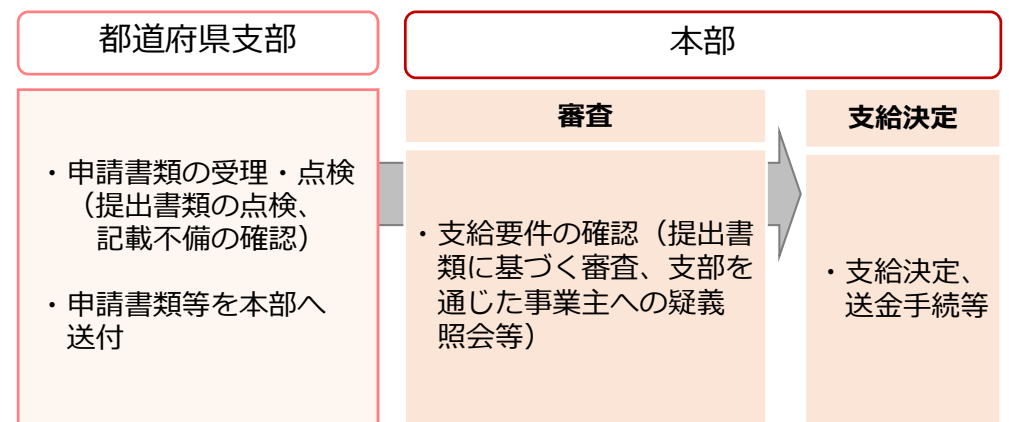 都道府県支部
本部
・申請書類の受理・点検
（提出書類の点検、
記載不備の確認）
・申請書類等を本部へ
送付
審査
・支給要件の確認（提出書
類に基づく審査、支部を
通じた事業主への疑義
照会等）
支給決定
・支給決定、
送金手続等